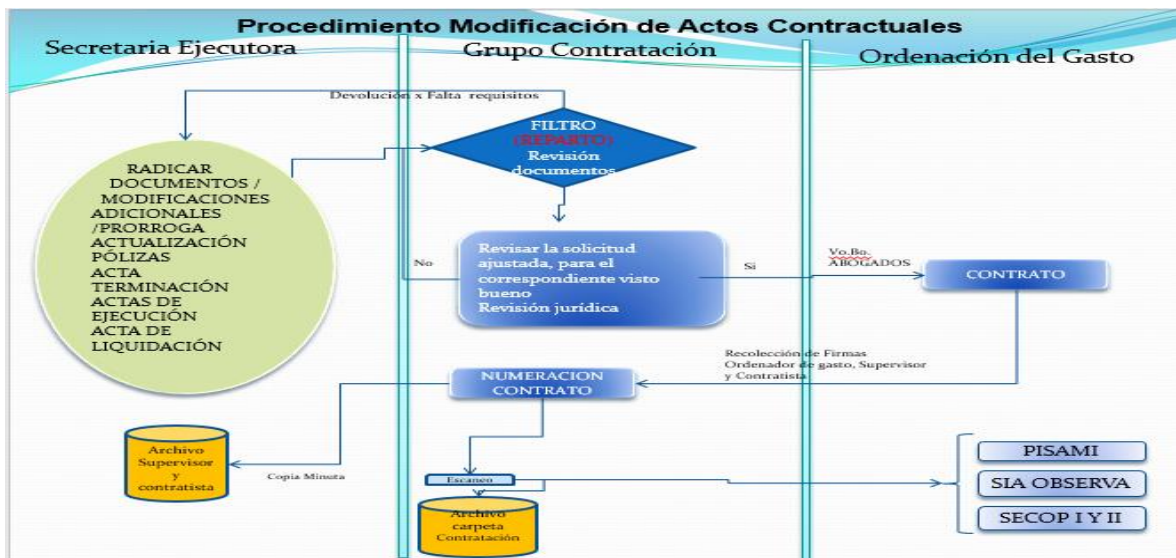 Procedimiento Modificación de Actos Contractuales
Secretaria Ejecutora
Grupo Contratación
Ordenación del Gasto
Devolución x Falta requisitos
FILTRO
(REPARTO)
Revisión
documentos
RADICAR
DOCUMENTOS /
MODIFICACIONES
ADICIONALES
/PRORROGA
ACTUALIZACIÓN
PÓLIZAS
ACTA
TERMINACIÓN
ACTAS DE
EJECUCIÓN
ACTA DE
LIQUIDACIÓN
No
Revisar la solicitud
ajustada, para el
correspondiente visto
bueno
Revisión jurídica
Si
Vo.Bo.
ABOGADOS
CONTRATO
Recolección de Firmas
Ordenador de gasto, Supervisor
y Contratista
NUMERACION
CONTRATO
Archivo
Supervisor
y
contratista
Copia Minuta
Escaneo
Archivo
carpeta
Contratación
PISAMI
SIA OBSERVA
SECOP I Y II